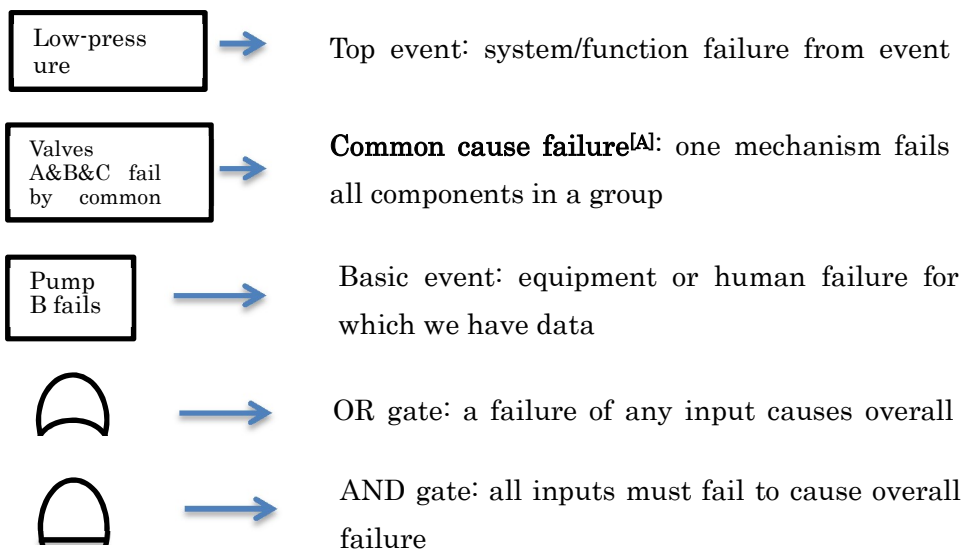 Low-press
ure
Top event: system/function failure from event
Valves
A&B&C fail
by common
Common cause failure[A]: one mechanism fails
all components in a group
Pump
B fails
Basic event: equipment or human failure for
which we have data
OR gate: a failure of any input causes overall
AND gate: all inputs must fail to cause overall
failure